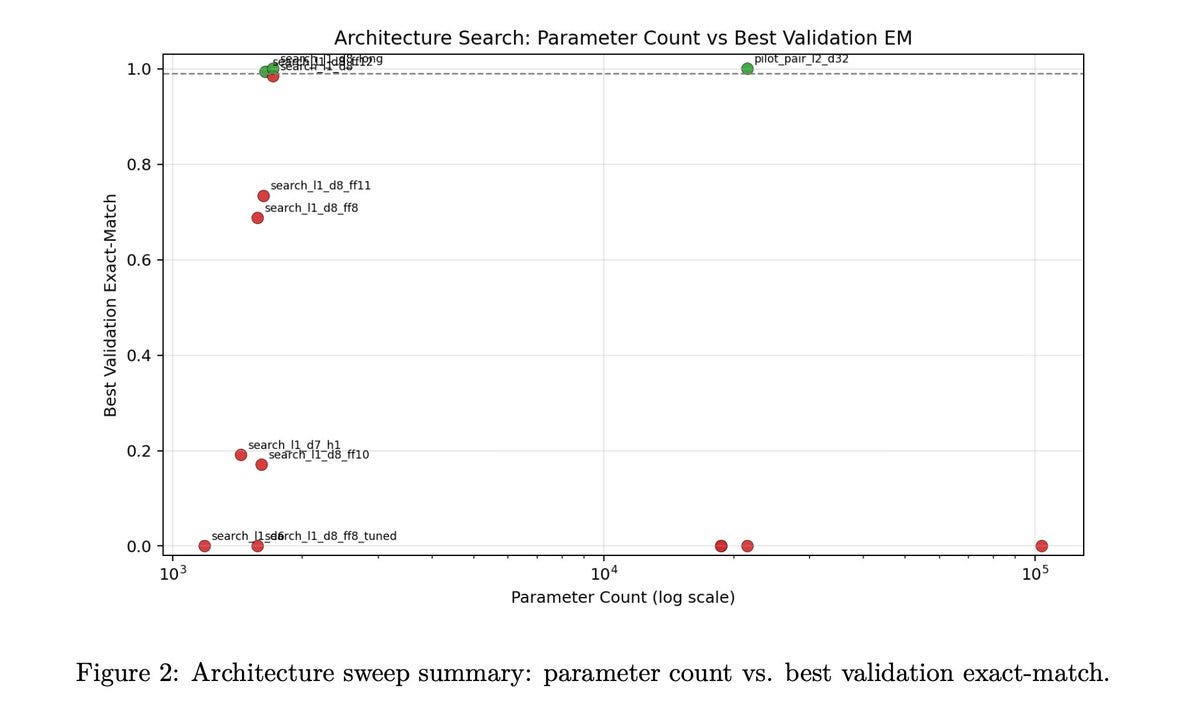 Architecture Search: Parameter Count vs Best Validation EM
1.0
pilot_pair_l2_d32
search_l1_d8
0.8
search_l1_d8_ff11
search_l1_d8_ff8
0.6
Best Validation Exact-Match
0.4
search_l1_d7_h1
0.2
search_l1_d8_ff10
search_l1_d8_ff8_tuned
0.0
10³ 10⁴ 10⁵
Parameter Count (log scale)
Figure 2: Architecture sweep summary: parameter count vs. best validation exact-match.